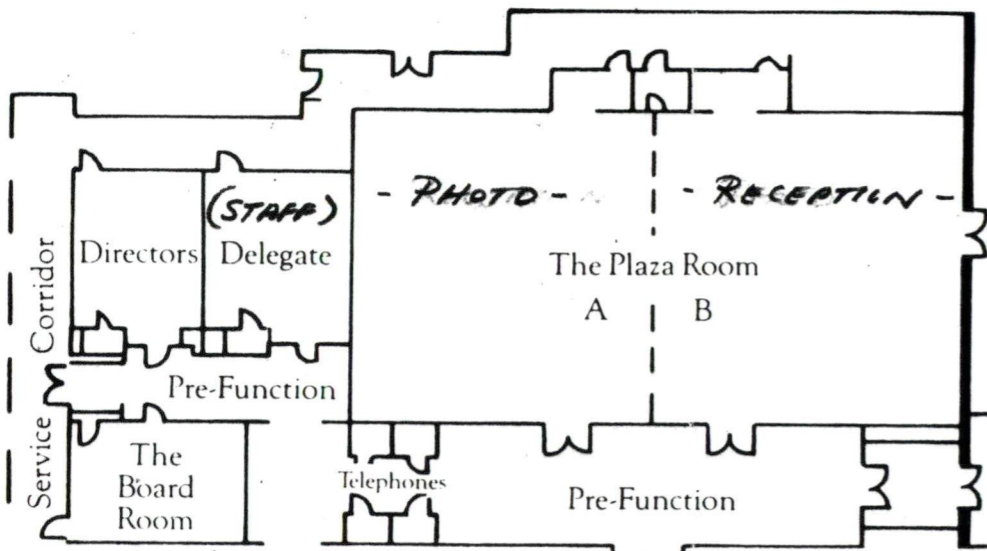 - PHOTO -
- RECEPTION -
(STAFF)
Directors
Delegate
The Plaza Room
A
B
Service Corridor
Pre-Function
The
Board
Room
Telephones
Pre-Function